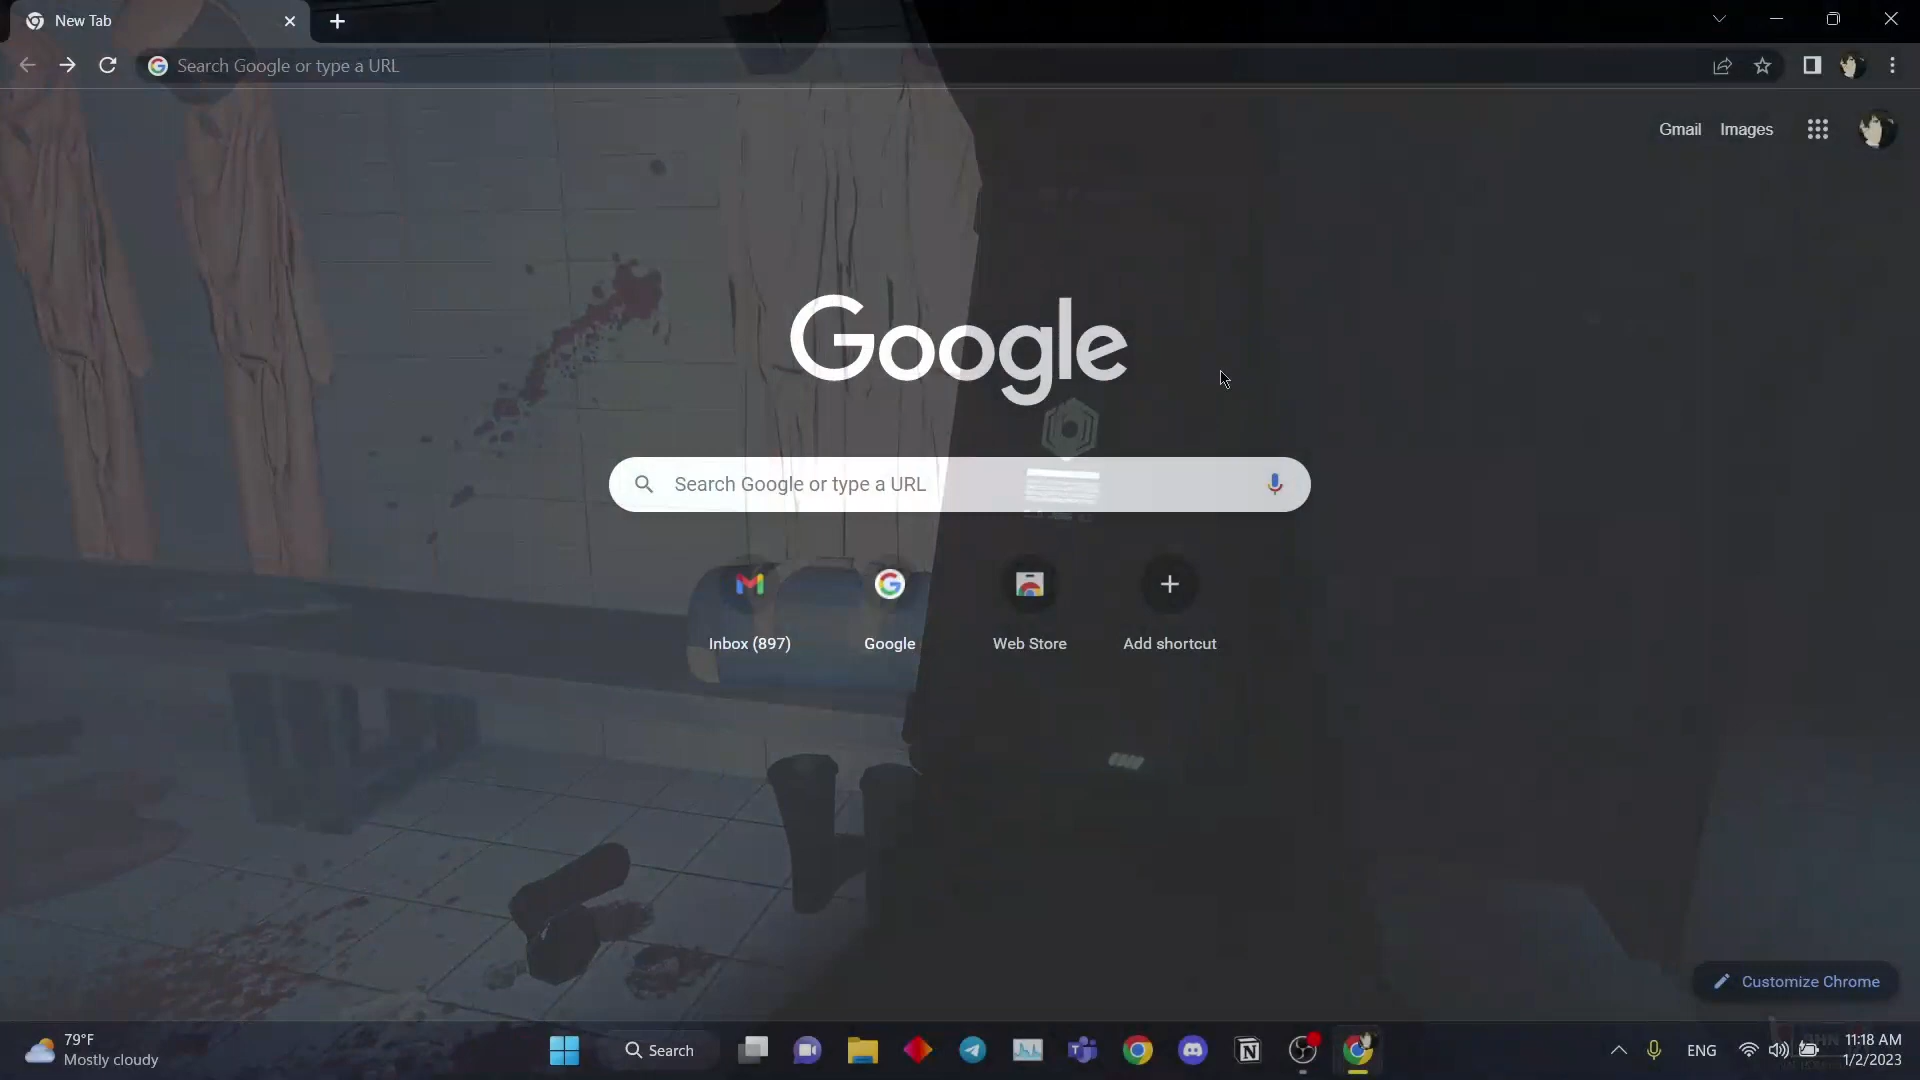 New Tab
Search Google or type a URL
Gmail Images
Google
Search Google or type a URL
Inbox (897) Google Web Store Add shortcut
Customize Chrome
79°F
Mostly cloudy
Search
ENG
11:18 AM
1/2/2023